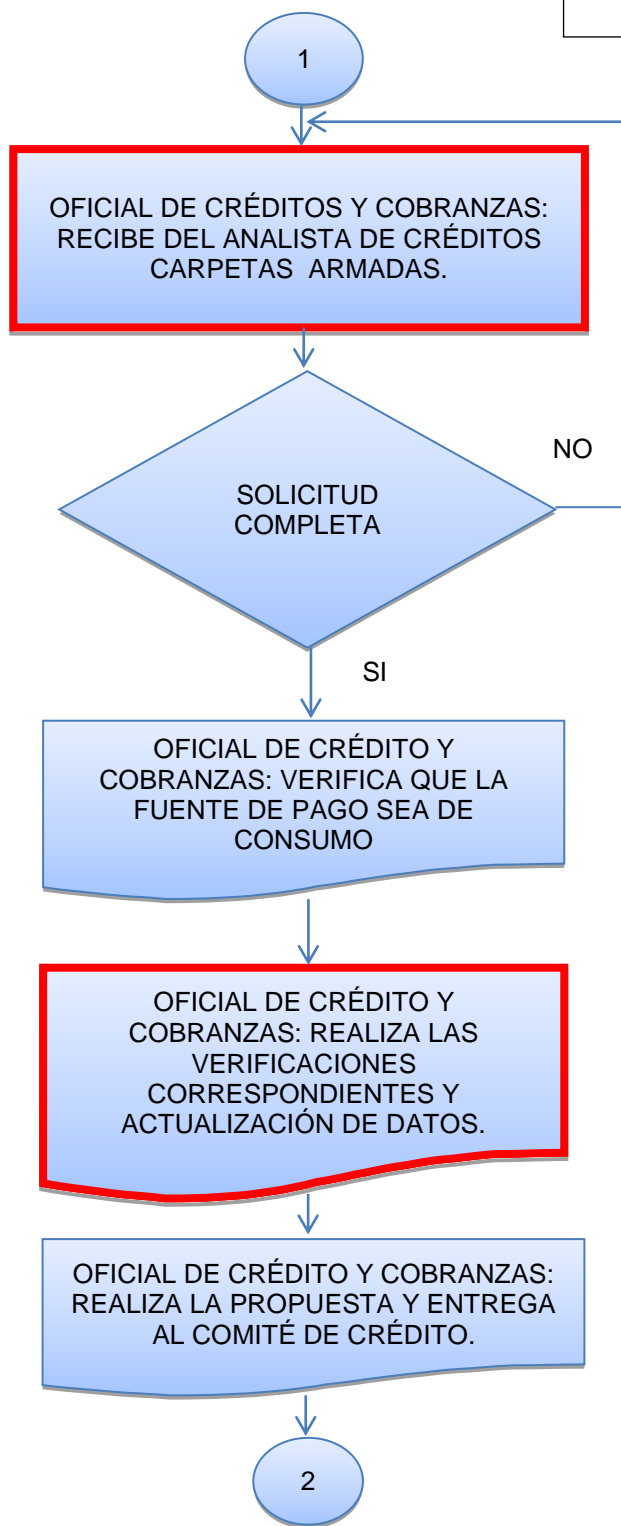 1
OFICIAL DE CRÉDITOS Y COBRANZAS:
RECIBE DEL ANALISTA DE CRÉDITOS
CARPETAS  ARMADAS.
NO
SOLICITUD
COMPLETA
SI
OFICIAL DE CRÉDITO Y
COBRANZAS: VERIFICA QUE LA
FUENTE DE PAGO SEA DE
CONSUMO
OFICIAL DE CRÉDITO Y
COBRANZAS: REALIZA LAS
VERIFICACIONES
CORRESPONDIENTES Y
ACTUALIZACIÓN DE DATOS.
OFICIAL DE CRÉDITO Y COBRANZAS:
REALIZA LA PROPUESTA Y ENTREGA
AL COMITÉ DE CRÉDITO.
2